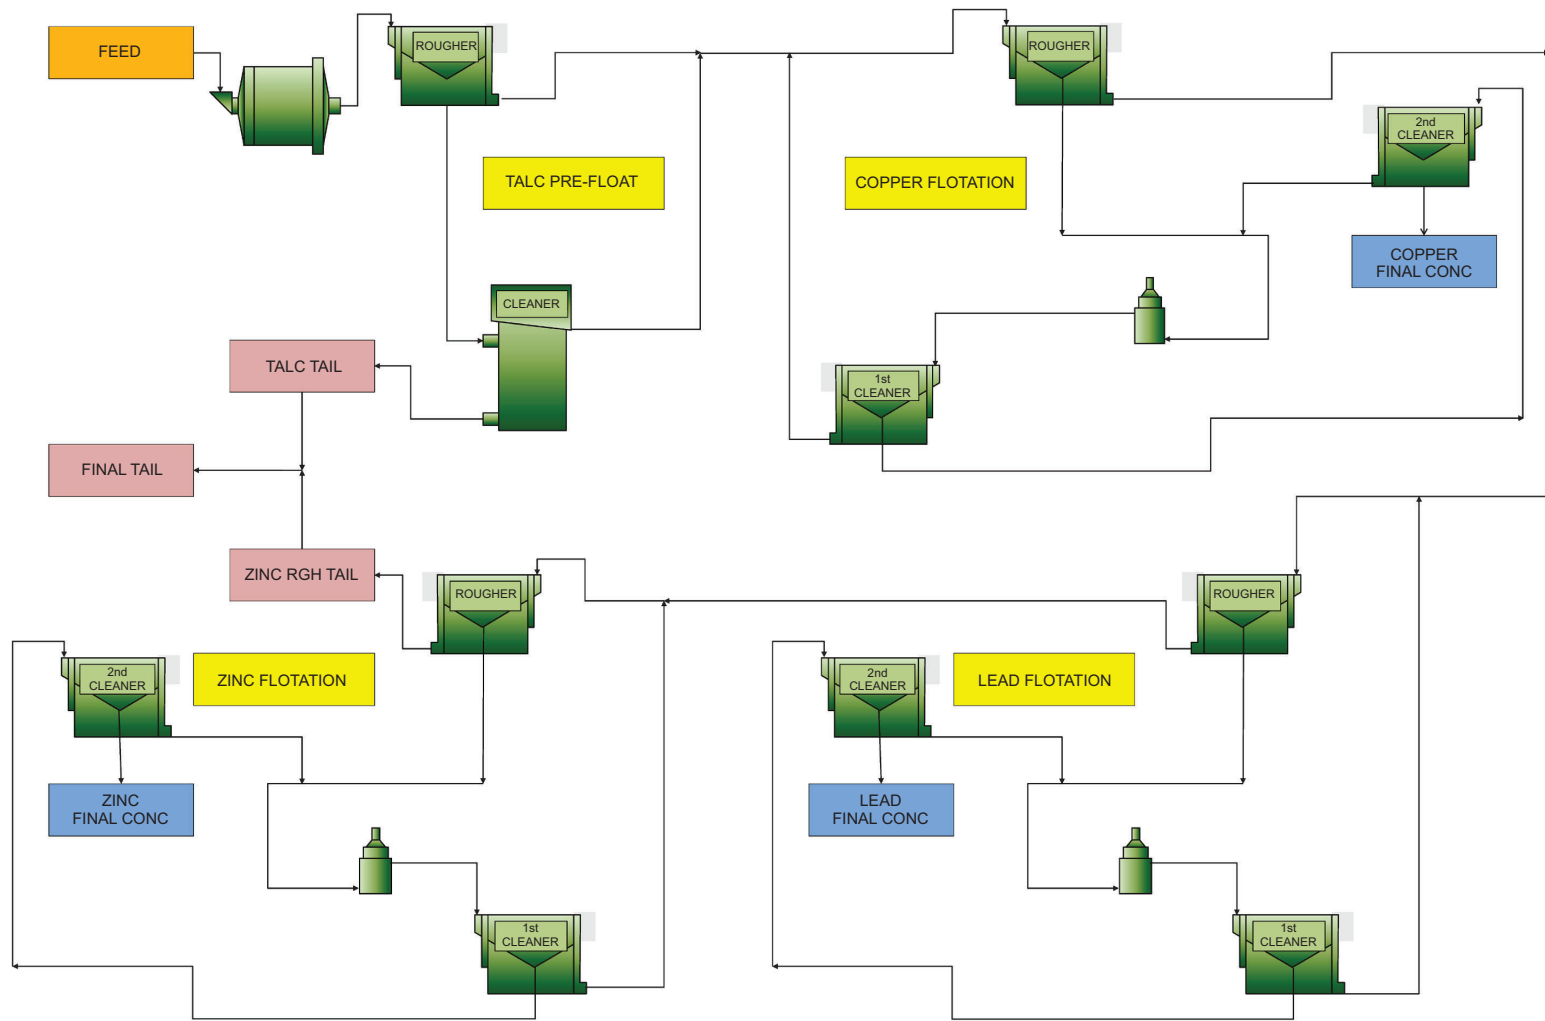 FEED
ROUGHER
ROUGHER
2nd
CLEANER
TALC PRE-FLOAT
COPPER FLOTATION
COPPER
FINAL CONC
CLEANER
TALC TAIL
1st
CLEANER
FINAL TAIL
ZINC RGH TAIL
ROUGHER
ROUGHER
2nd
CLEANER
ZINC FLOTATION
2nd
CLEANER
LEAD FLOTATION
ZINC
FINAL CONC
LEAD
FINAL CONC
1st
CLEANER
1st
CLEANER